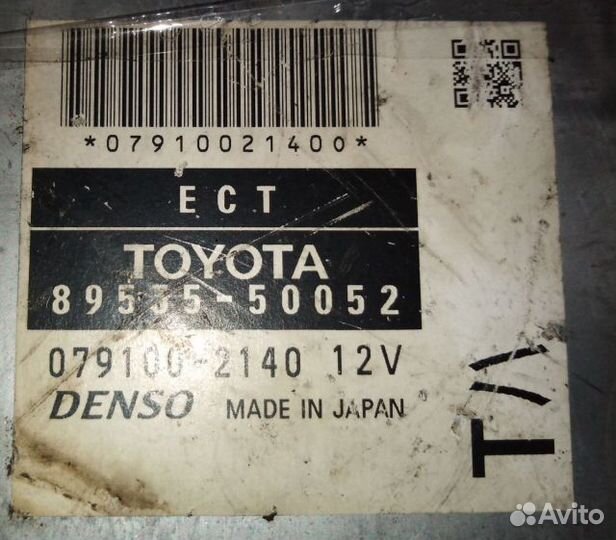 *07910021400*
ECT
TOYOTA
89535-50052
079100-2140 12V
DENSO MADE IN JAPAN
Avito